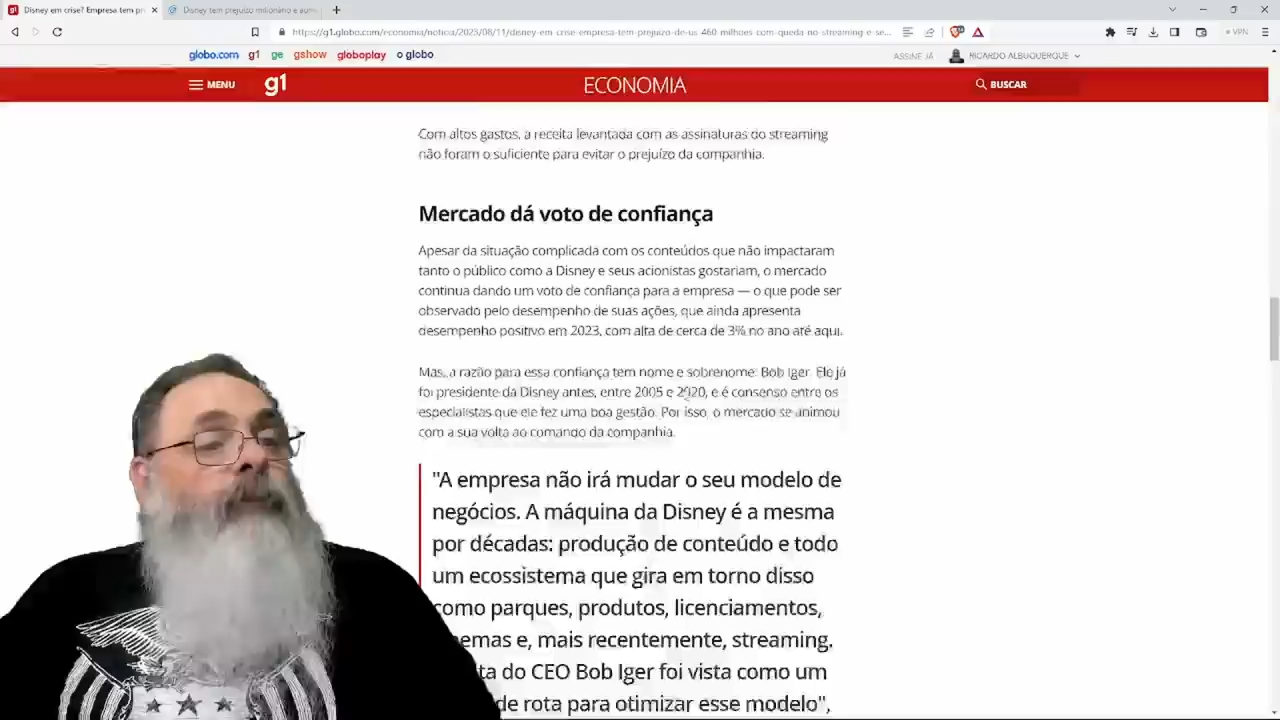 Disney em crise? Empresa tem pr
Disney tem prejuízo milionário e aum
https://g1.globo.com/economia/noticia/2023/08/11/disney-em-crise-empresa-tem-prejuizo-de-us-460-milhoes-com-queda-no-streaming-e-se...
VPN
globo.com g1 ge gshow globoplay o globo
ASSINE JÁ
RICARDO ALBUQUERQUE
MENU
g1
ECONOMIA
BUSCAR
Com altos gastos, a receita levantada com as assinaturas do streaming
não foram o suficiente para evitar o prejuízo da companhia.
Mercado dá voto de confiança
Apesar da situação complicada com os conteúdos que não impactaram
tanto o público como a Disney e seus acionistas gostariam, o mercado
continua dando um voto de confiança para a empresa — o que pode ser
observado pelo desempenho de suas ações, que ainda apresenta
desempenho positivo em 2023, com alta de cerca de 3% no ano até aqui.
Mas, a razão para essa confiança tem nome e sobrenome: Bob Iger. Ele já
foi presidente da Disney antes, entre 2005 e 2020, e é consenso entre os
especialistas que ele fez uma boa gestão. Por isso, o mercado se animou
com a sua volta ao comando da companhia.
"A empresa não irá mudar o seu modelo de
negócios. A máquina da Disney é a mesma
por décadas: produção de conteúdo e todo
um ecossistema que gira em torno disso
como parques, produtos, licenciamentos,
emas e, mais recentemente, streaming.
ta do CEO Bob Iger foi vista como um
de rota para otimizar esse modelo",